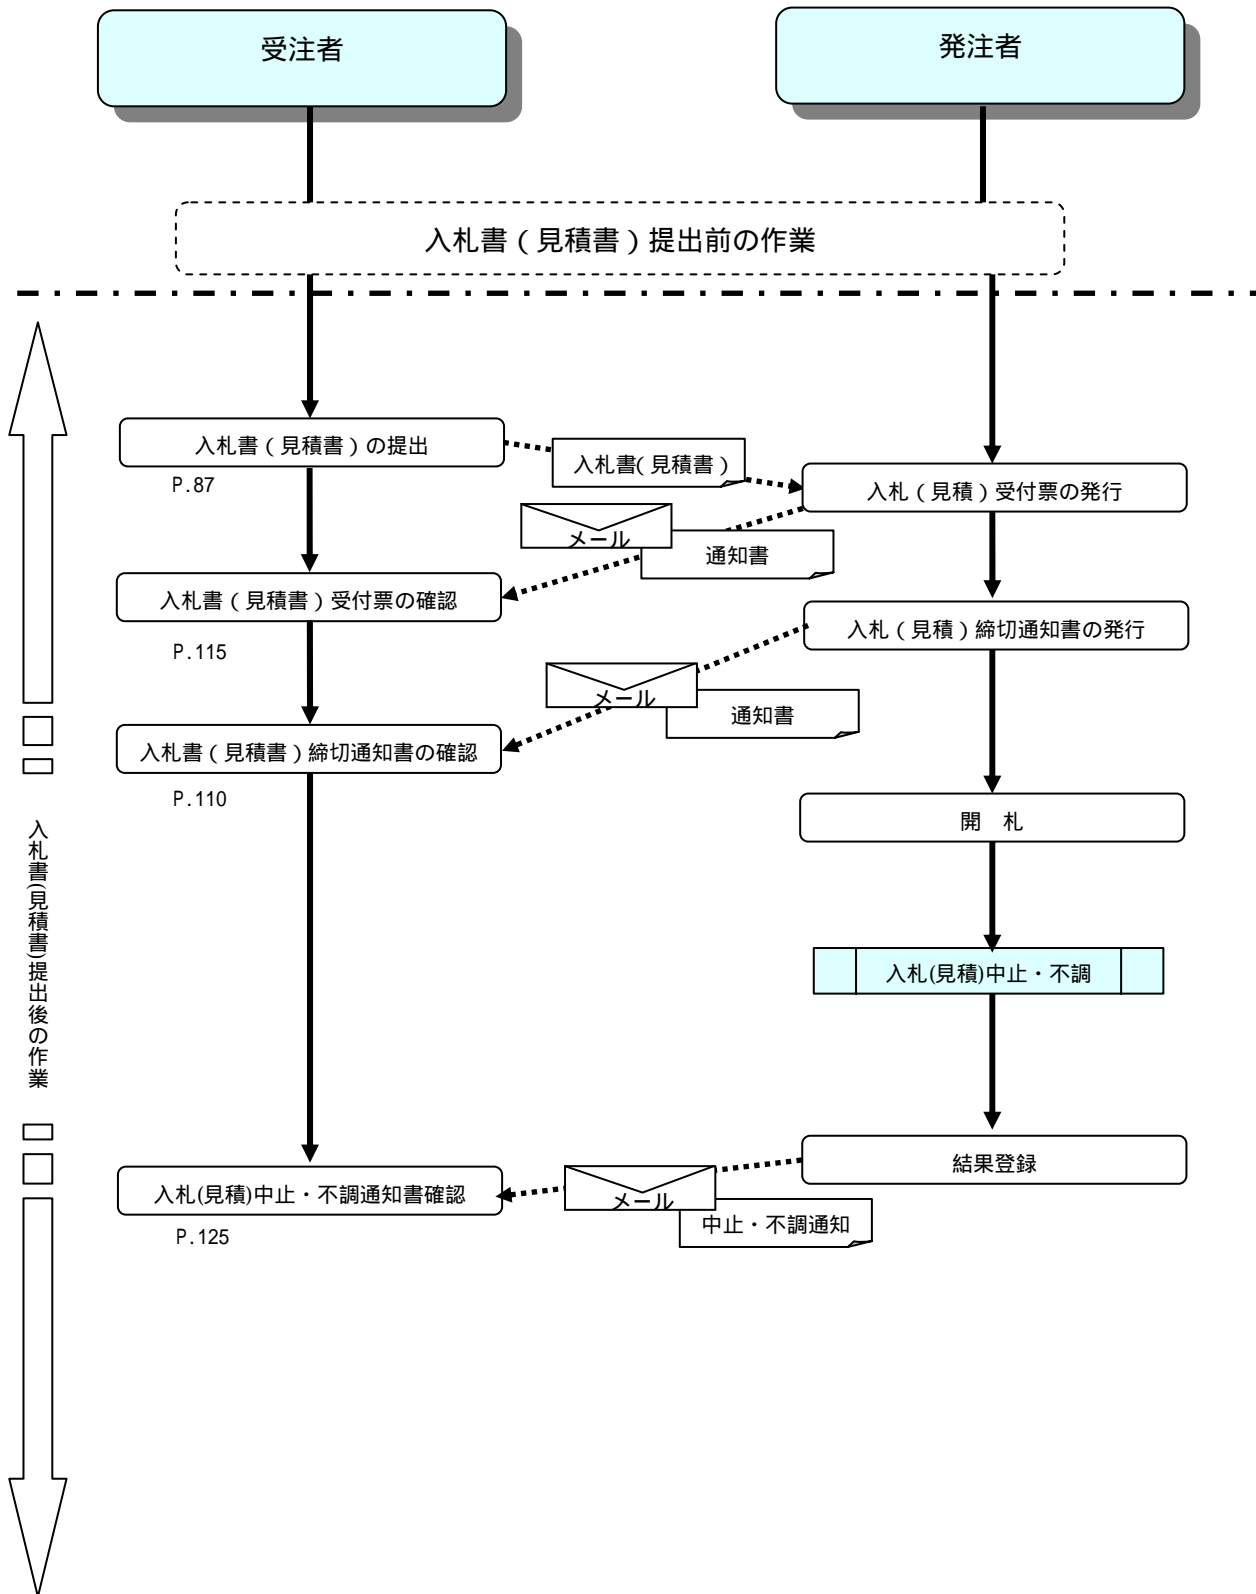 受注者
発注者
入札書（見積書）提出前の作業
入札書（見積書）の提出
P.87
入札書（見積書）
入札（見積）受付票の発行
メール
通知書
入札書（見積書）受付票の確認
P.115
入札（見積）締切通知書の発行
メール
通知書
入札書（見積書）締切通知書の確認
P.110
開　札
入札書(見積書)提出後の作業
入札(見積)中止・不調
結果登録
メール
中止・不調通知
入札(見積)中止・不調通知書確認
P.125